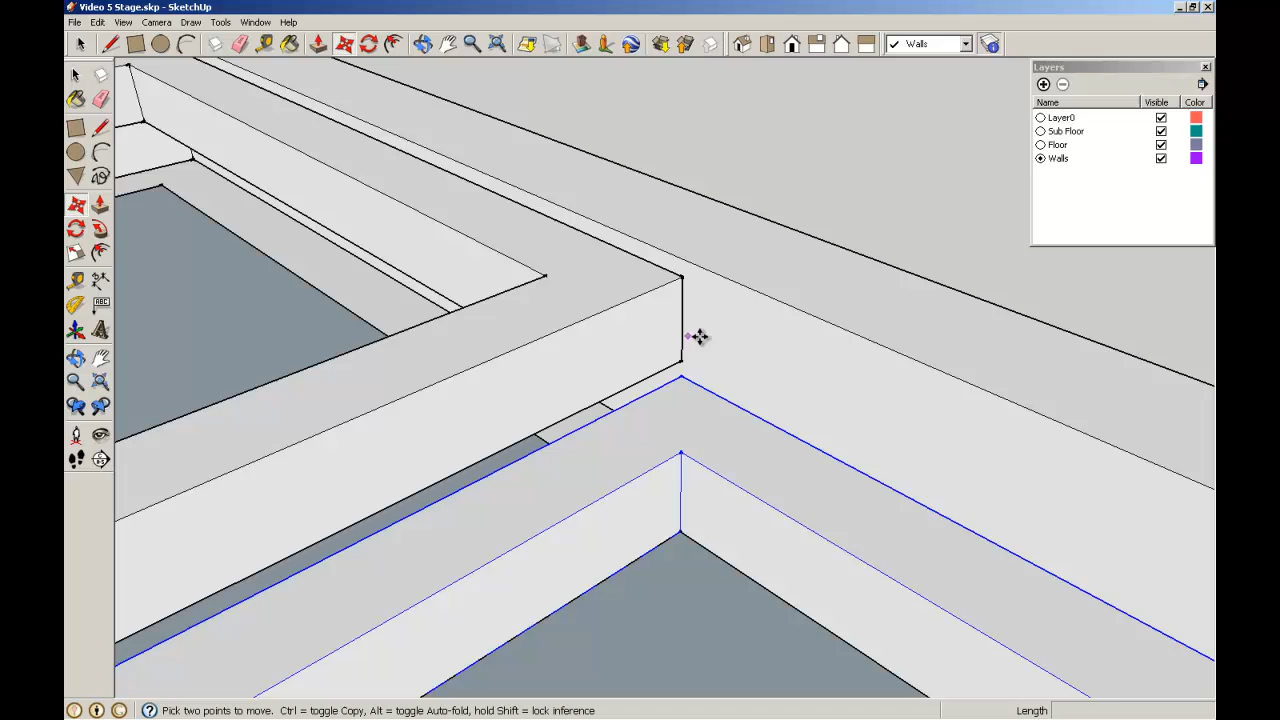 Video 5 Stage.skp - SketchUp
File Edit View Camera Draw Tools Window Help
Walls
Layers
Name Visible Color
Layer0
Sub Floor
Floor
Walls
ABC
Pick two points to move. Ctrl = toggle Copy, Alt = toggle Auto-fold, hold Shift = lock inference
Length